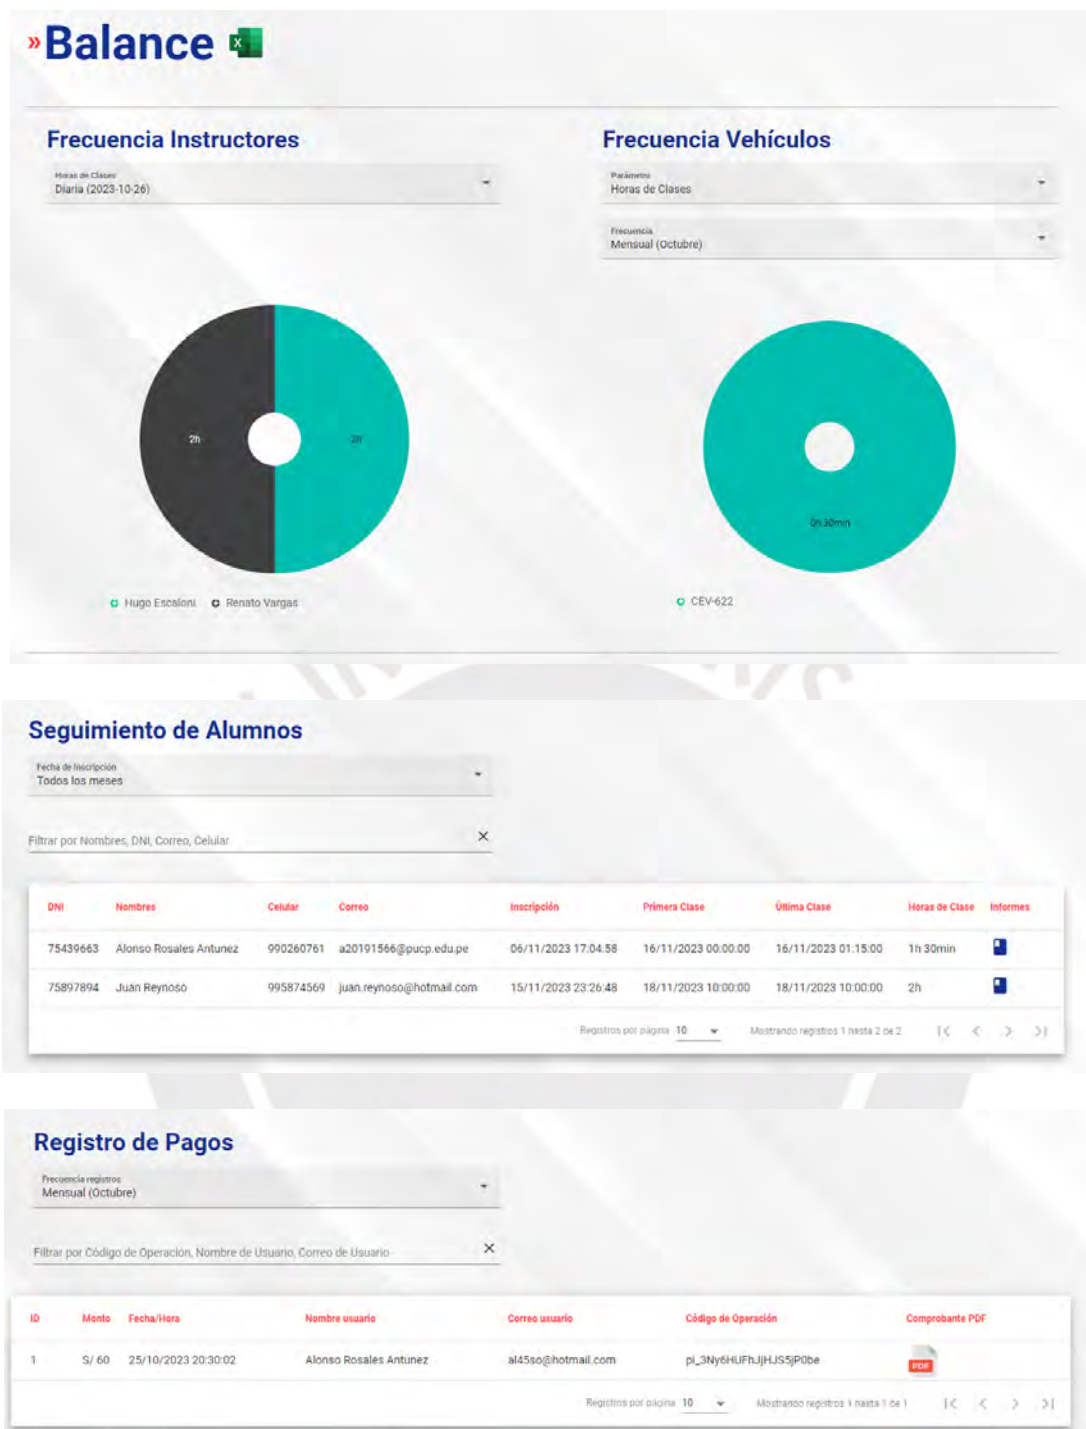 »Balance
Frecuencia Instructores
Horas de Clases
Diaria (2023-10-26)
2h
2h
Hugo Escaloni Renato Vargas
Frecuencia Vehículos
Parámetro
Horas de Clases
Frecuencia
Mensual (Octubre)
0h 30min
CEV-622
Seguimiento de Alumnos
Fecha de Inscripción
Todos los meses
Filtrar por Nombres, DNI, Correo, Celular
DNI Nombres Celular Correo Inscripción Primera Clase Última Clase Horas de Clase Informes
75439663 Alonso Rosales Antunez 990260761 a20191566@pucp.edu.pe 06/11/2023 17:04:58 16/11/2023 00:00:00 16/11/2023 01:15:00 1h 30min
75897894 Juan Reynoso 995874569 juan.reynoso@hotmail.com 15/11/2023 23:26:48 18/11/2023 10:00:00 18/11/2023 10:00:00 2h
Registros por página 10 Mostrando registros 1 hasta 2 de 2
Registro de Pagos
Frecuencia registros
Mensual (Octubre)
Filtrar por Código de Operación, Nombre de Usuario, Correo de Usuario
ID Monto Fecha/Hora Nombre usuario Correo usuario Código de Operación Comprobante PDF
1 S/ 60 25/10/2023 20:30:02 Alonso Rosales Antunez al45so@hotmail.com pi_3Ny6HUFhJjHJS5jP0be PDF
Registros por página 10 Mostrando registros 1 hasta 1 de 1